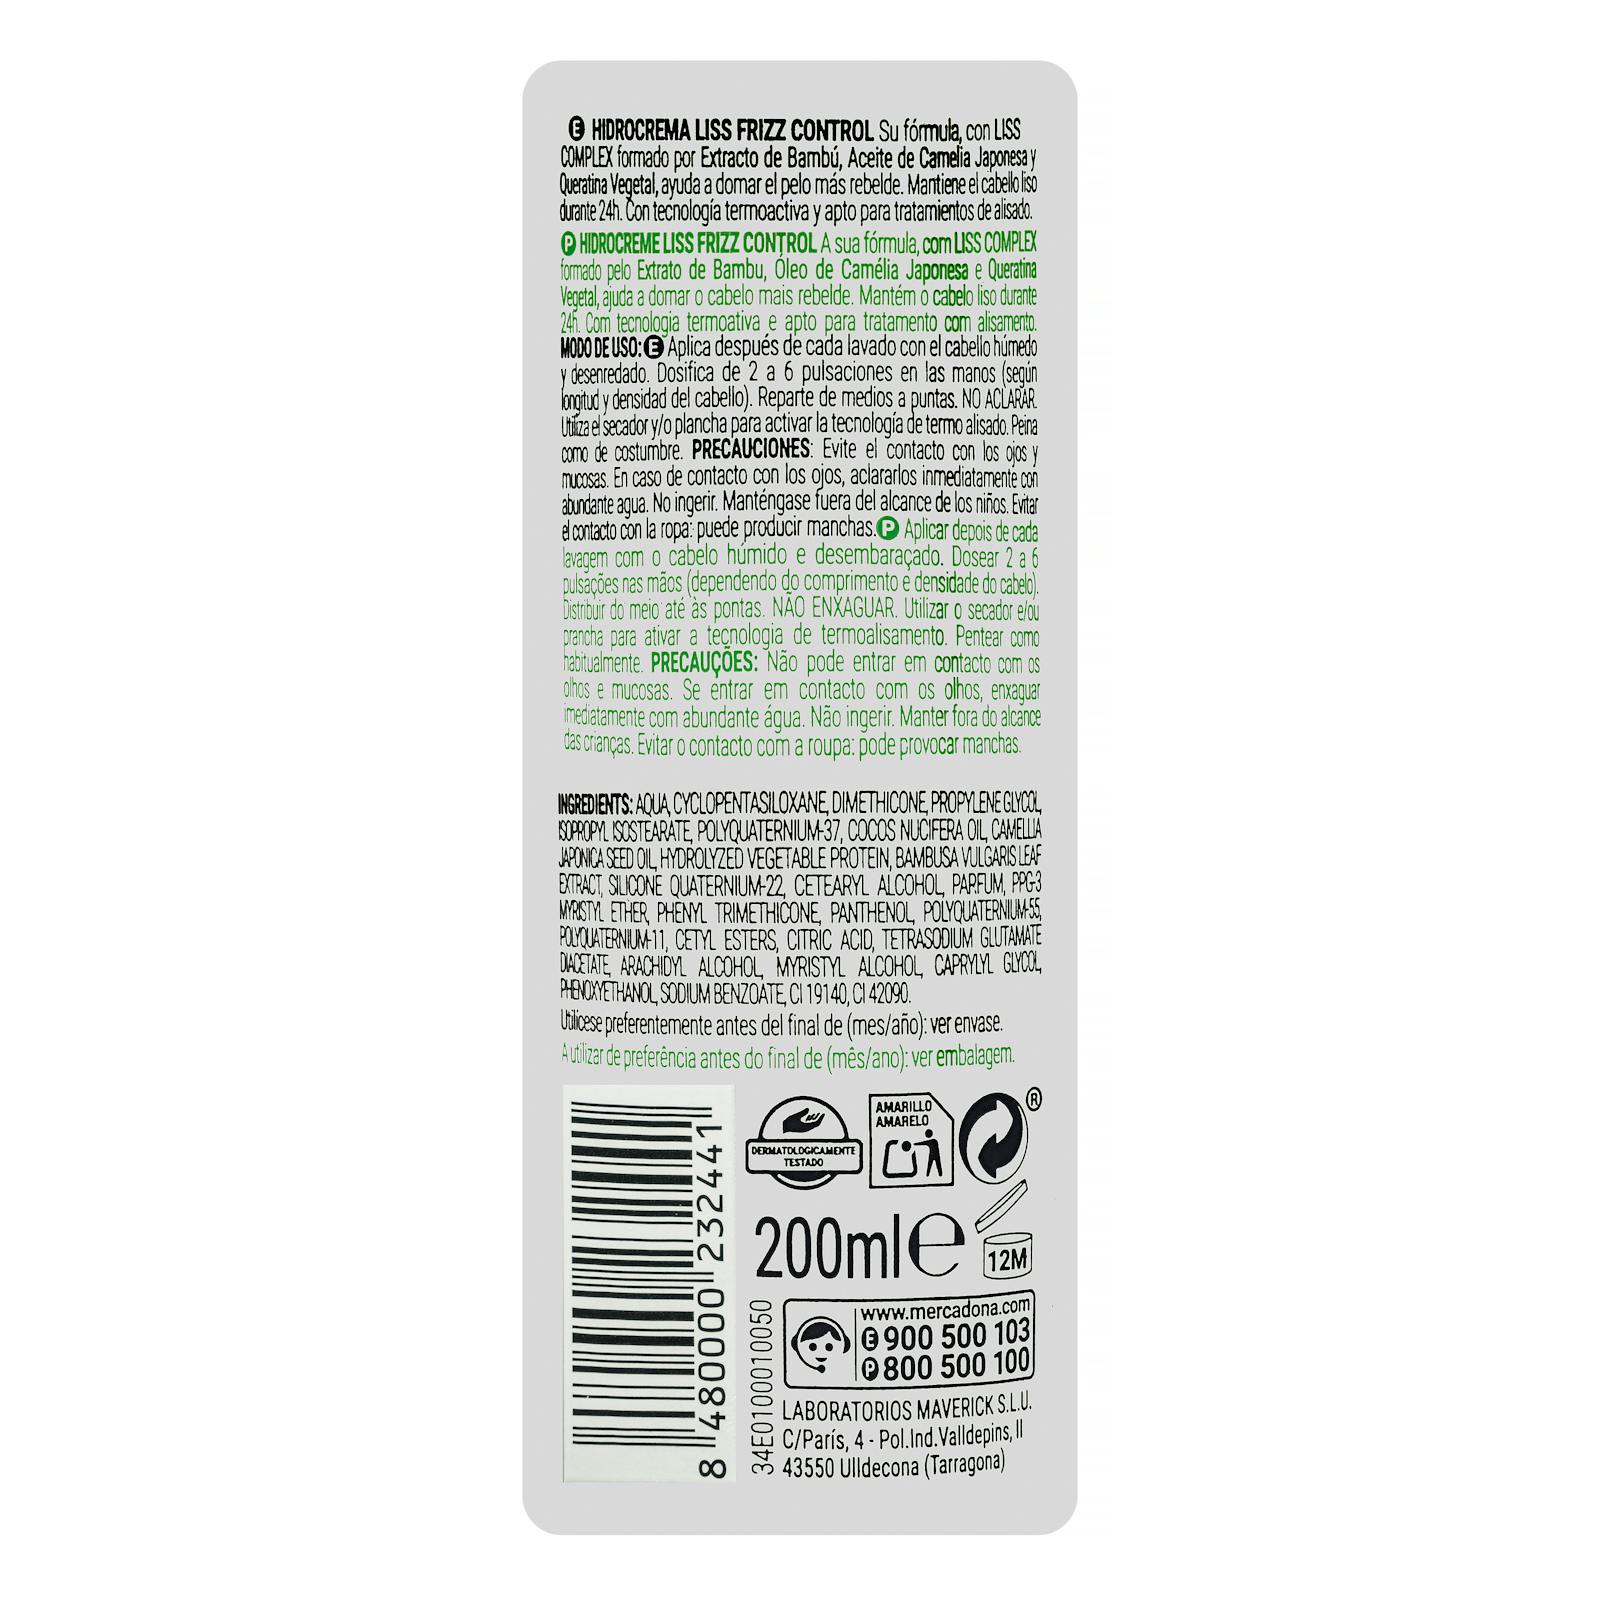 E HIDROCREMA LISS FRIZZ CONTROL Su fórmula, con LISS
COMPLEX formado por Extracto de Bambú, Aceite de Camelia Japonesa y
Queratina Vegetal, ayuda a domar el pelo más rebelde. Mantiene el cabello liso
durante 24h. Con tecnología termoactiva y apto para tratamientos de alisado.
P HIDROCREME LISS FRIZZ CONTROL A sua fórmula, com LISS COMPLEX
formado pelo Extrato de Bambu, Óleo de Camélia Japonesa e Queratina
Vegetal, ajuda a domar o cabelo mais rebelde. Mantém o cabelo liso durante
24h. Com tecnologia termoativa e apto para tratamento com alisamento.
MODO DE USO: E Aplica después de cada lavado con el cabello húmedo
y desenredado. Dosifica de 2 a 6 pulsaciones en las manos (según
longitud y densidad del cabello). Reparte de medios a puntas. NO ACLARAR.
Utiliza el secador y/o plancha para activar la tecnología de termo alisado. Peina
como de costumbre. PRECAUCIONES: Evite el contacto con los ojos y
mucosas. En caso de contacto con los ojos, aclararlos inmediatamente con
abundante agua. No ingerir. Manténgase fuera del alcance de los niños. Evitar
el contacto con la ropa: puede producir manchas. P Aplicar depois de cada
lavagem com o cabelo húmido e desembaraçado. Dosear 2 a 6
pulsações nas mãos (dependendo do comprimento e densidade do cabelo).
Distribuir do meio até às pontas. NÃO ENXAGUAR. Utilizar o secador e/ou
prancha para ativar a tecnologia de termoalisamento. Pentear como
habitualmente. PRECAUÇÕES: Não pode entrar em contacto com os
olhos e mucosas. Se entrar em contacto com os olhos, enxaguar
imediatamente com abundante água. Não ingerir. Manter fora do alcance
das crianças. Evitar o contacto com a roupa: pode provocar manchas.
INGREDIENTS: AQUA, CYCLOPENTASILOXANE, DIMETHICONE, PROPYLENE GLYCOL,
ISOPROPYL ISOSTEARATE, POLYQUATERNIUM-37, COCOS NUCIFERA OIL, CAMELLIA
JAPONICA SEED OIL, HYDROLYZED VEGETABLE PROTEIN, BAMBUSA VULGARIS LEAF
EXTRACT, SILICONE QUATERNIUM-22, CETEARYL ALCOHOL, PARFUM, PPG-3
MYRISTYL ETHER, PHENYL TRIMETHICONE, PANTHENOL, POLYQUATERNIUM-55,
POLYQUATERNIUM-11, CETYL ESTERS, CITRIC ACID, TETRASODIUM GLUTAMATE
DIACETATE, ARACHIDYL ALCOHOL, MYRISTYL ALCOHOL, CAPRYLYL GLYCOL,
PHENOXYETHANOL, SODIUM BENZOATE, CI 19140, CI 42090.
Utilícese preferentemente antes del final de (mes/año): ver envase.
A utilizar de preferência antes do final de (mês/ano): ver embalagem.
8 480000 232441
DERMATOLOGICAMENTE
TESTADO
AMARILLO
AMARELO
®
200ml e
12M
34E0100010050
www.mercadona.com
E 900 500 103
P 800 500 100
LABORATORIOS MAVERICK S.L.U.
C/París, 4 - Pol.Ind.Valldepins, II
43550 Ulldecona (Tarragona)